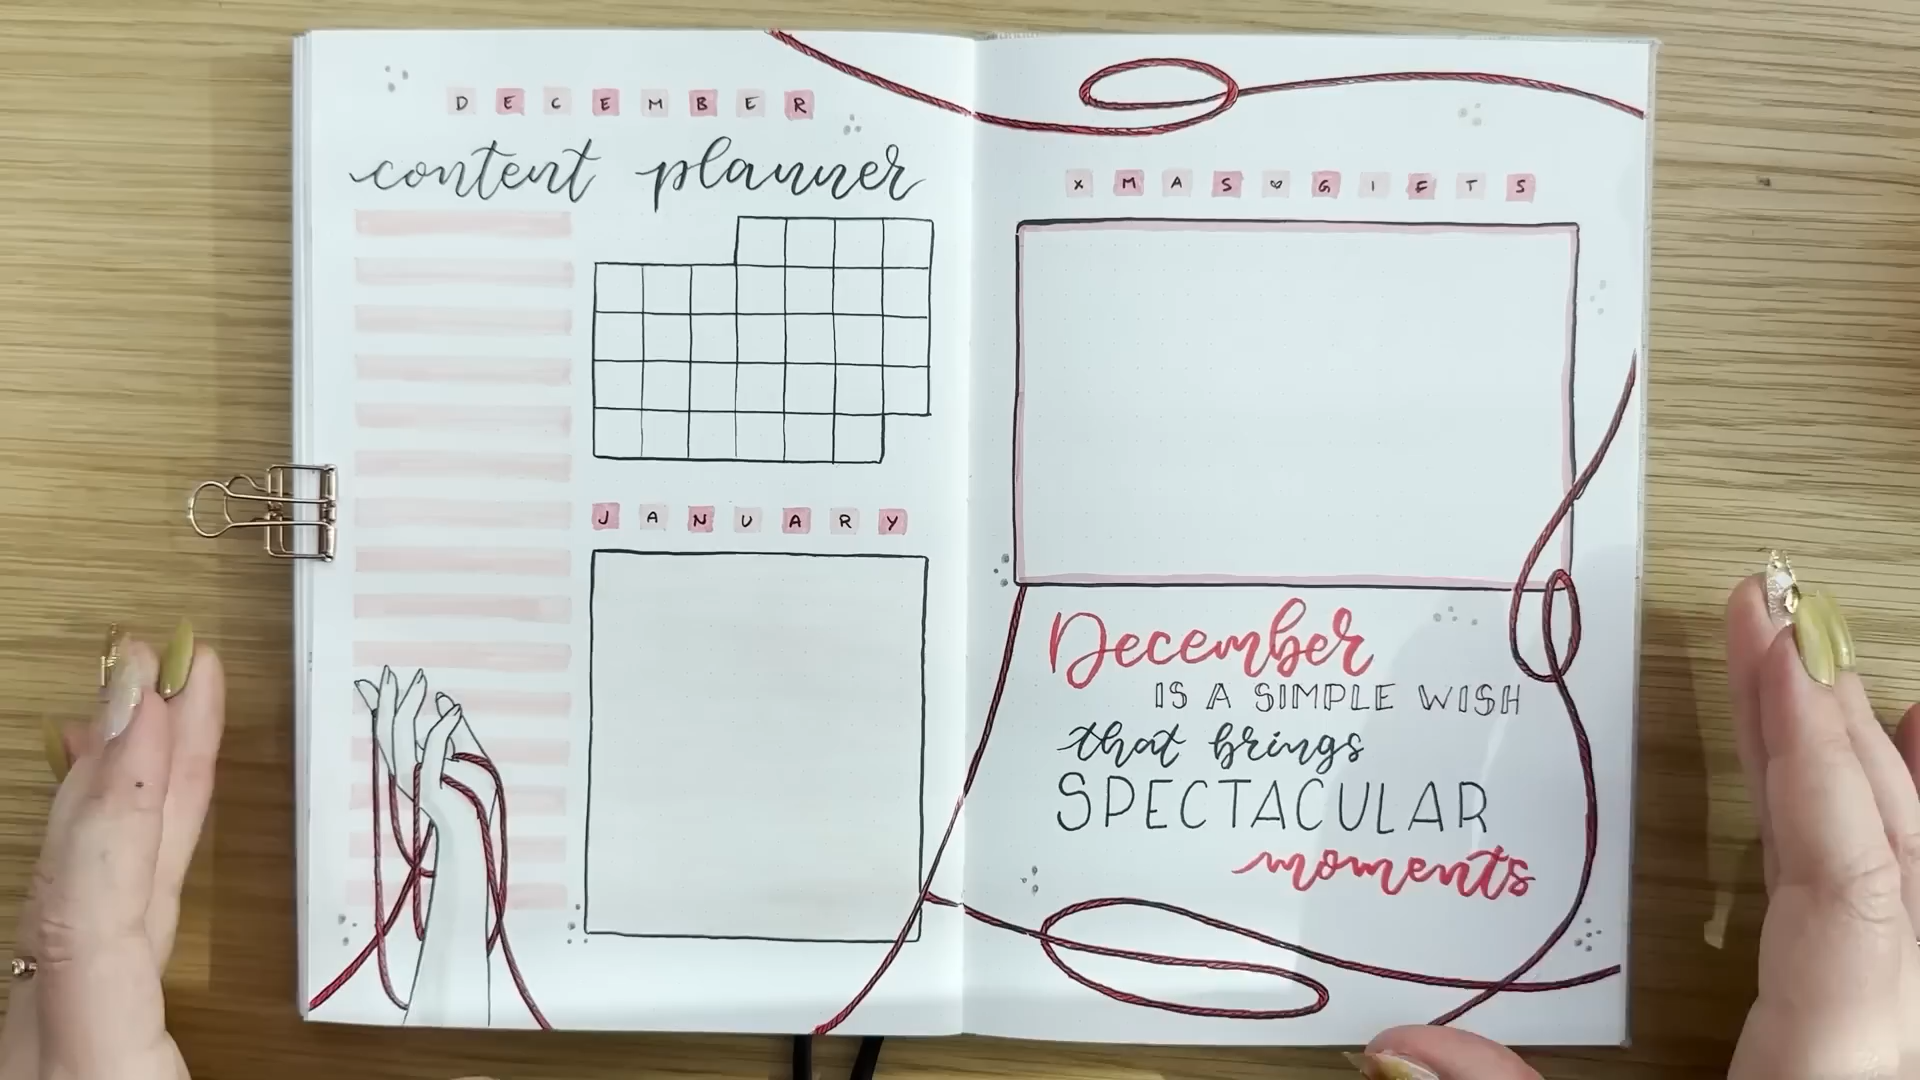 DECEMBER
content planner
JANUARY
XMAS♡GIFTS
December
IS A SIMPLE WISH
that brings
SPECTACULAR
moments